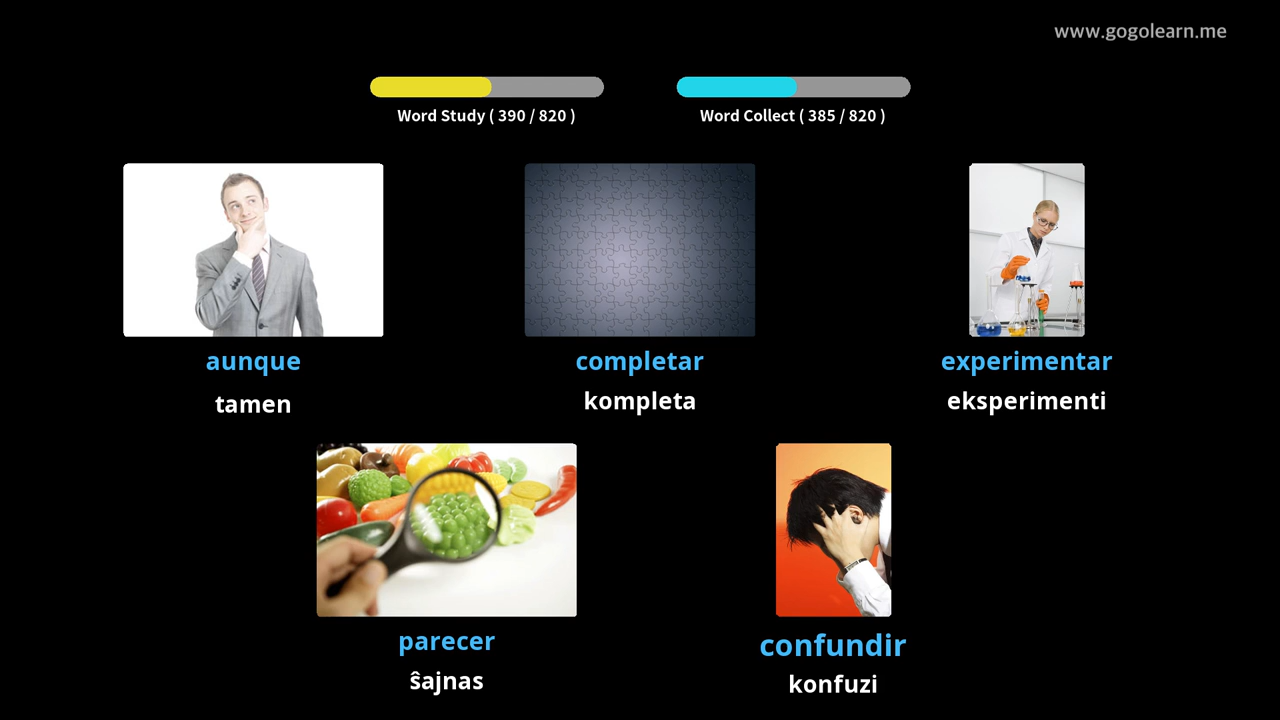 www.gogolearn.me
Word Study ( 390 / 820 )
Word Collect ( 385 / 820 )
aunque
tamen
completar
kompleta
experimentar
eksperimenti
parecer
ŝajnas
confundir
konfuzi